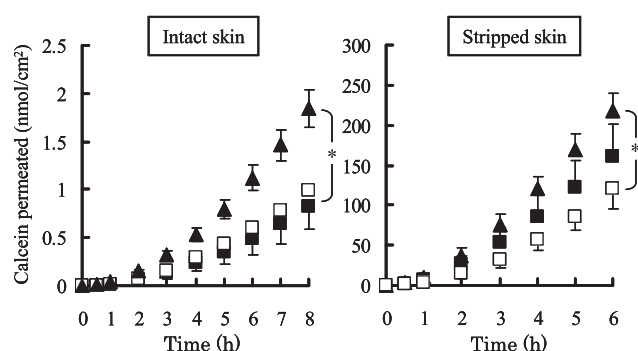 Intact skin
Stripped skin
Calcein permeated (nmol/cm²)
2.5
2
1.5
1
0.5
0
*
0 1 2 3 4 5 6 7 8
Time (h)
300
250
200
150
100
50
0
*
0 1 2 3 4 5 6
Time (h)